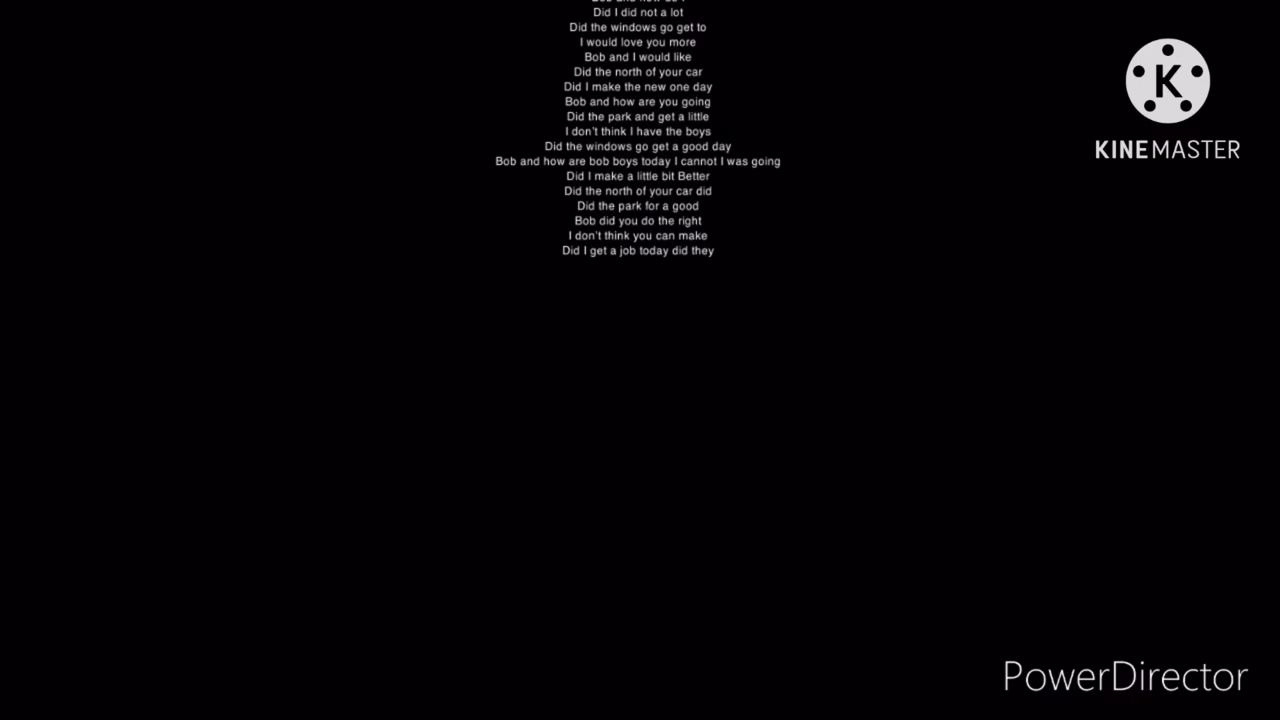 Did I did not a lot
Did the windows go get to
I would love you more
Bob and I would like
Did the north of your car
Did I make the new one day
Bob and how are you going
Did the park and get a little
I don't think I have the boys
Did the windows go get a good day
Bob and how are bob boys today I cannot I was going
Did I make a little bit Better
Did the north of your car did
Did the park for a good
Bob did you do the right
I don't think you can make
Did I get a job today did they
K
KINEMASTER
PowerDirector